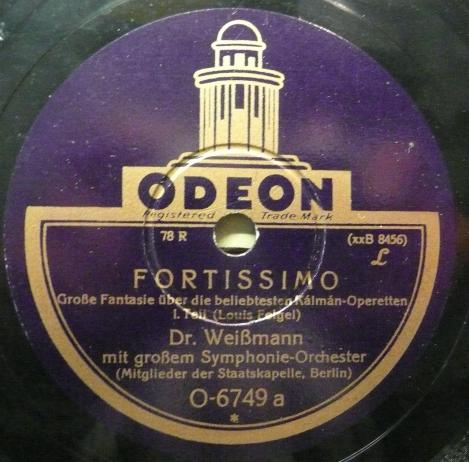 ODEON
Registered Trade Mark
78 R (xxB 8456)
L
FORTISSIMO
Große Fantasie über die beliebtesten Kálmán-Operetten
I. Teil (Louis Felgel)
Dr. Weißmann
mit großem Symphonie-Orchester
(Mitglieder der Staatskapelle, Berlin)
O-6749 a
*